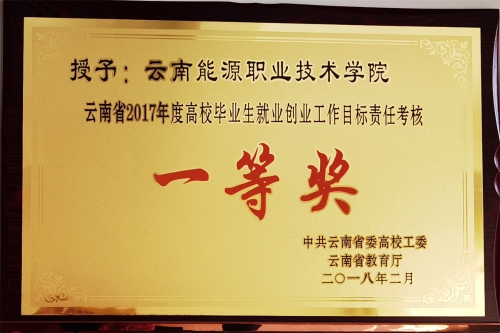 授予：云南能源职业技术学院
云南省2017年度高校毕业生就业创业工作目标责任考核
一等奖
中共云南省委高校工委
云南省教育厅
二〇一八年二月